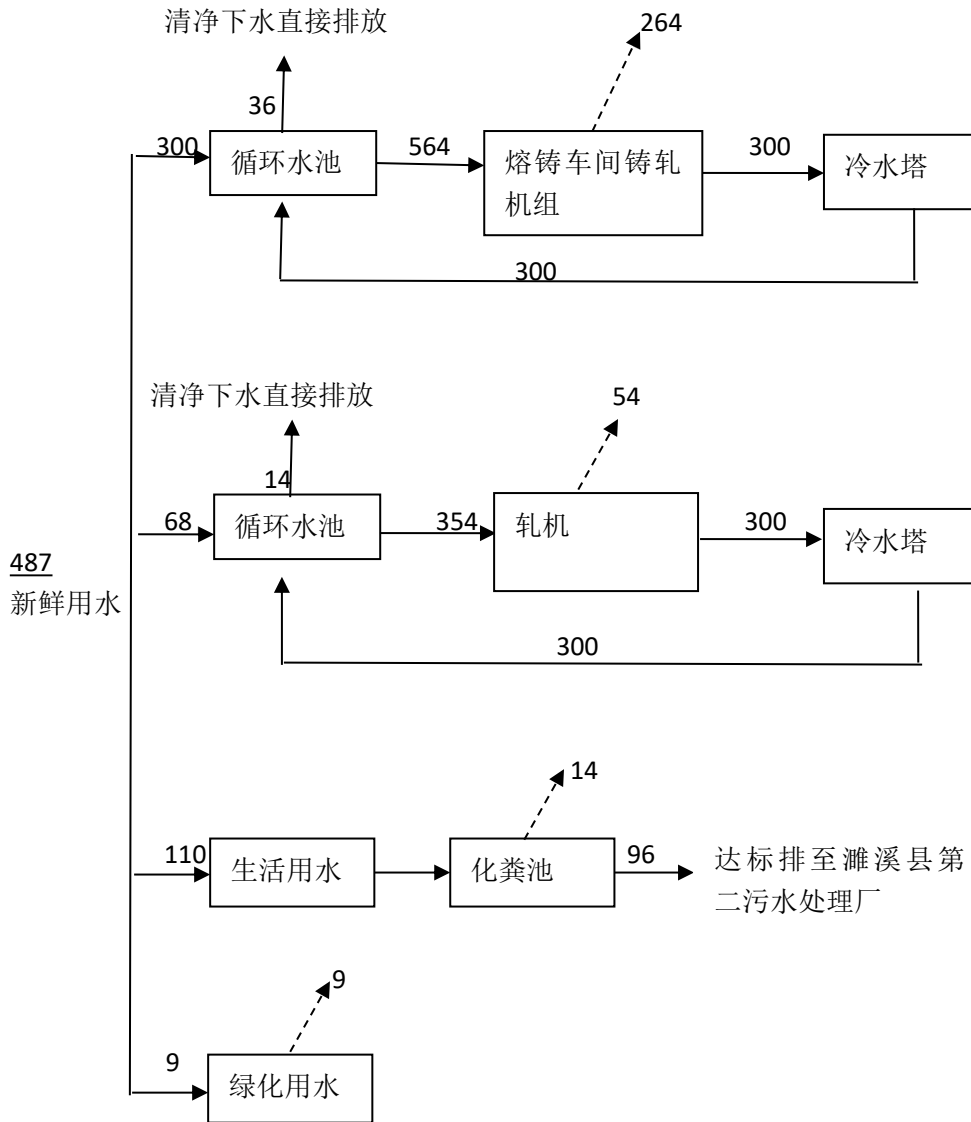 清净下水直接排放
264
36
300
循环水池
564
熔铸车间铸轧
机组
300
冷水塔
300
清净下水直接排放
54
14
68
循环水池
354
轧机
300
冷水塔
487
新鲜用水
300
14
110
生活用水
化粪池
96
达标排至濉溪县第
二污水处理厂
9
9
绿化用水